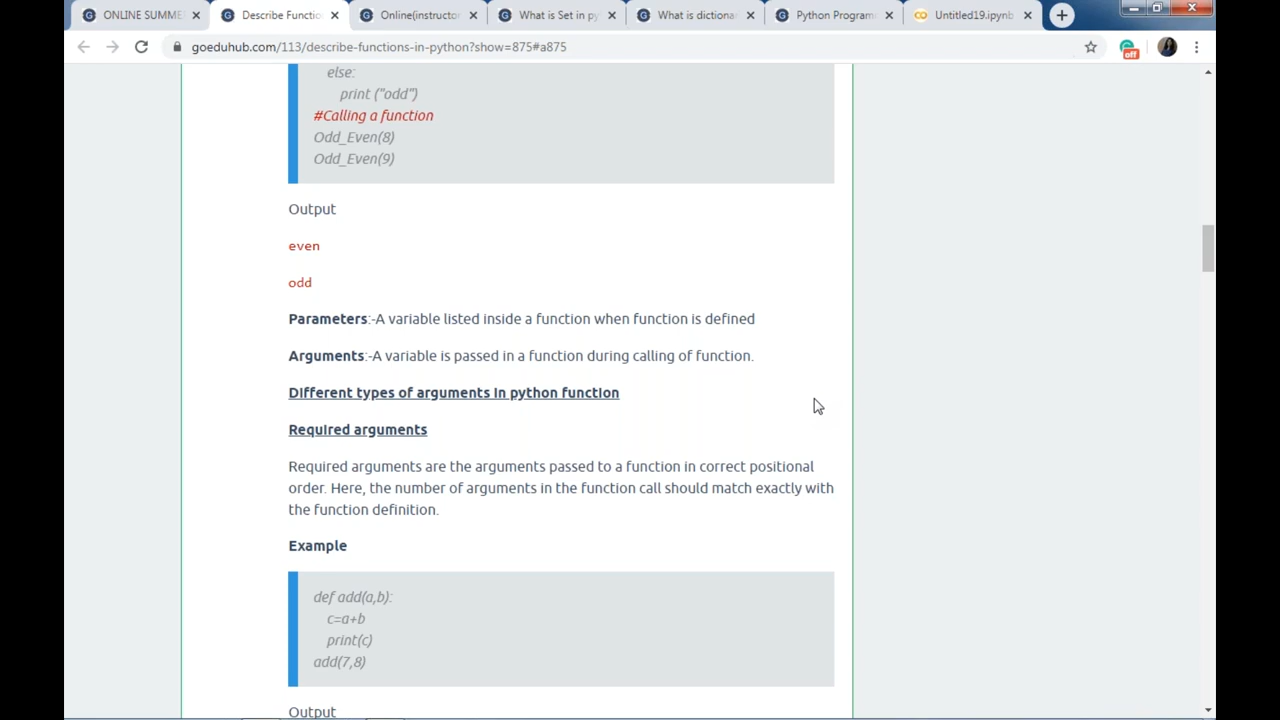 ONLINE SUMME
Describe Functio
Online(instructor
What is Set in py
What is dictiona
Python Program
Untitled19.ipynb
goeduhub.com/113/describe-functions-in-python?show=875#a875
off
else:
print ("odd")
#Calling a function
Odd_Even(8)
Odd_Even(9)
Output
even
odd
Parameters:-A variable listed inside a function when function is defined
Arguments:-A variable is passed in a function during calling of function.
Different types of arguments in python function
Required arguments
Required arguments are the arguments passed to a function in correct positional
order. Here, the number of arguments in the function call should match exactly with
the function definition.
Example
def add(a,b):
c=a+b
print(c)
add(7,8)
Output